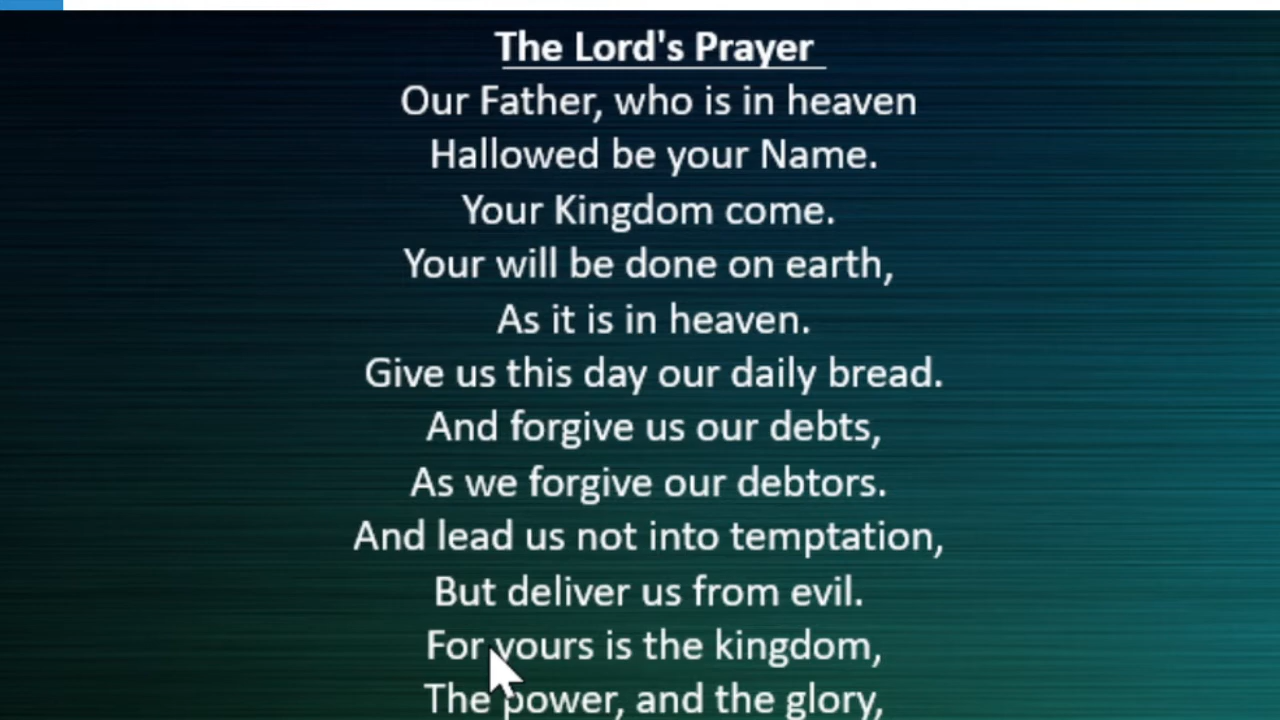 The Lord's Prayer
Our Father, who is in heaven
Hallowed be your Name.
Your Kingdom come.
Your will be done on earth,
As it is in heaven.
Give us this day our daily bread.
And forgive us our debts,
As we forgive our debtors.
And lead us not into temptation,
But deliver us from evil.
For yours is the kingdom,
The power, and the glory,